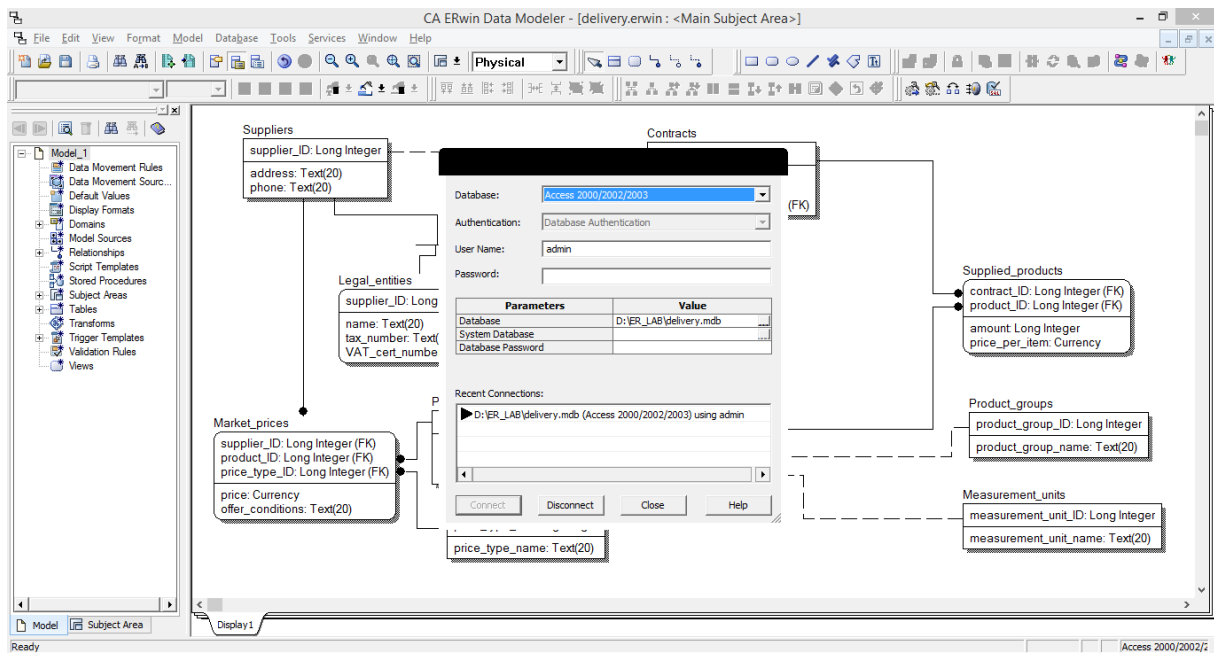 CA ERwin Data Modeler - [delivery.erwin : <Main Subject Area>]
File Edit View Format Model Database Tools Services Window Help
Physical
Model_1
Data Movement Rules
Data Movement Sourc...
Default Values
Display Formats
Domains
Model Sources
Relationships
Script Templates
Stored Procedures
Subject Areas
Tables
Transforms
Trigger Templates
Validation Rules
Views
Model
Subject Area
Suppliers
supplier_ID: Long Integer
address: Text(20)
phone: Text(20)
Contracts
(FK)
Legal_entities
supplier_ID: Long
name: Text(20)
tax_number: Text(
VAT_cert_numbe
Supplied_products
contract_ID: Long Integer (FK)
product_ID: Long Integer (FK)
amount: Long Integer
price_per_item: Currency
Market_prices
supplier_ID: Long Integer (FK)
product_ID: Long Integer (FK)
price_type_ID: Long Integer (FK)
price: Currency
offer_conditions: Text(20)
P
price_type_name: Text(20)
Product_groups
product_group_ID: Long Integer
product_group_name: Text(20)
Measurement_units
measurement_unit_ID: Long Integer
measurement_unit_name: Text(20)
Database: Access 2000/2002/2003
Authentication: Database Authentication
User Name: admin
Password:
Parameters Value
Database D:\ER_LAB\delivery.mdb ...
System Database ...
Database Password
Recent Connections:
D:\ER_LAB\delivery.mdb (Access 2000/2002/2003) using admin
Connect Disconnect Close Help
Display1
Ready
Access 2000/2002/2